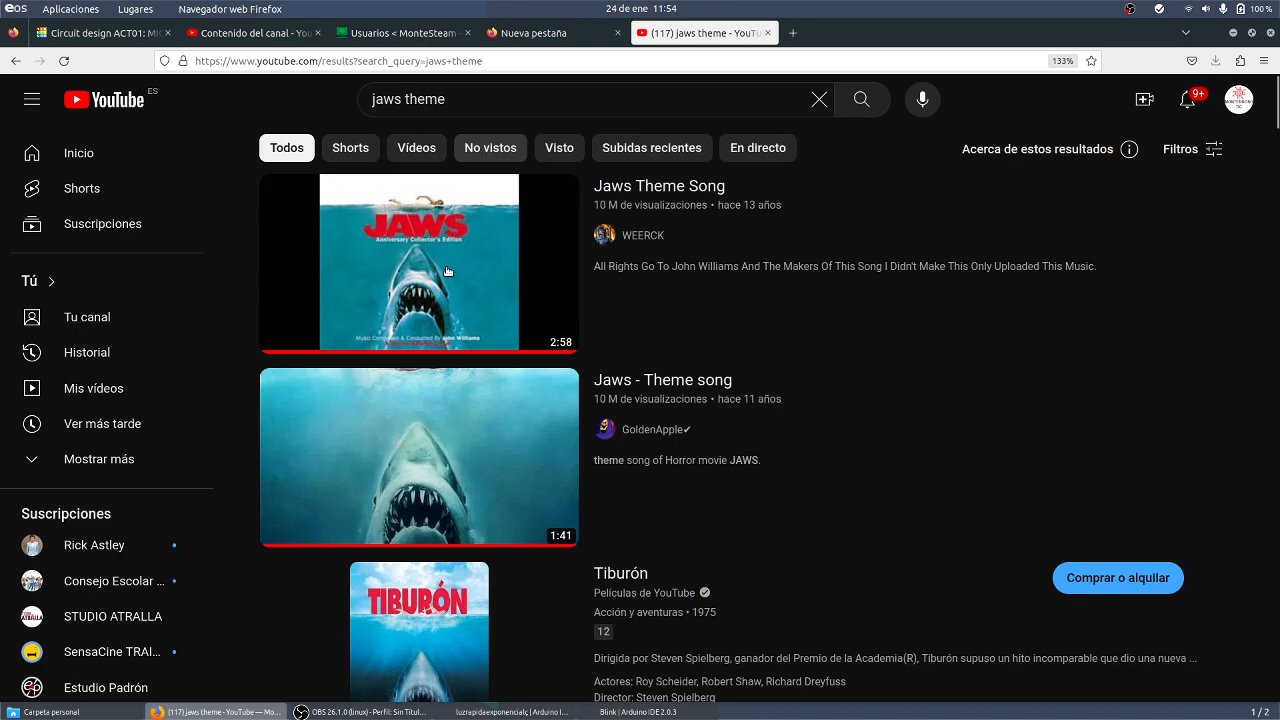 eos Aplicaciones Lugares Navegador web Firefox 24 de ene 11:54 100 %
Circuit design ACT01: MI Contenido del canal - You Usuarios < MonteSteam - Nueva pestaña (117) jaws theme - YouTu
https://www.youtube.com/results?search_query=jaws+theme 133%
YouTube ES
jaws theme
9+
Todos Shorts Vídeos No vistos Visto Subidas recientes En directo
Acerca de estos resultados Filtros
Inicio
Shorts
Suscripciones
Tú
Tu canal
Historial
Mis vídeos
Ver más tarde
Mostrar más
Suscripciones
Rick Astley
Consejo Escolar ...
STUDIO ATRALLA
SensaCine TRAI...
Estudio Padrón
JAWS
Anniversary Collector's Edition
Music Composed & Conducted By John Williams
2:58
Jaws Theme Song
10 M de visualizaciones • hace 13 años
WEERCK
All Rights Go To John Williams And The Makers Of This Song I Didn't Make This Only Uploaded This Music.
1:41
Jaws - Theme song
10 M de visualizaciones • hace 11 años
GoldenApple✔
theme song of Horror movie JAWS.
TIBURÓN
Tiburón
Películas de YouTube
Acción y aventuras • 1975
12
Dirigida por Steven Spielberg, ganador del Premio de la Academia(R), Tiburón supuso un hito incomparable que dio una nueva ...
Actores: Roy Scheider, Robert Shaw, Richard Dreyfuss
Director: Steven Spielberg
Comprar o alquilar
Carpeta personal (117) jaws theme - YouTube — Mo... OBS 26.1.0 (linux) - Perfil: Sin Titul... luzrapidaexponencialç | Arduino I... Blink | Arduino IDE 2.0.3 1 / 2